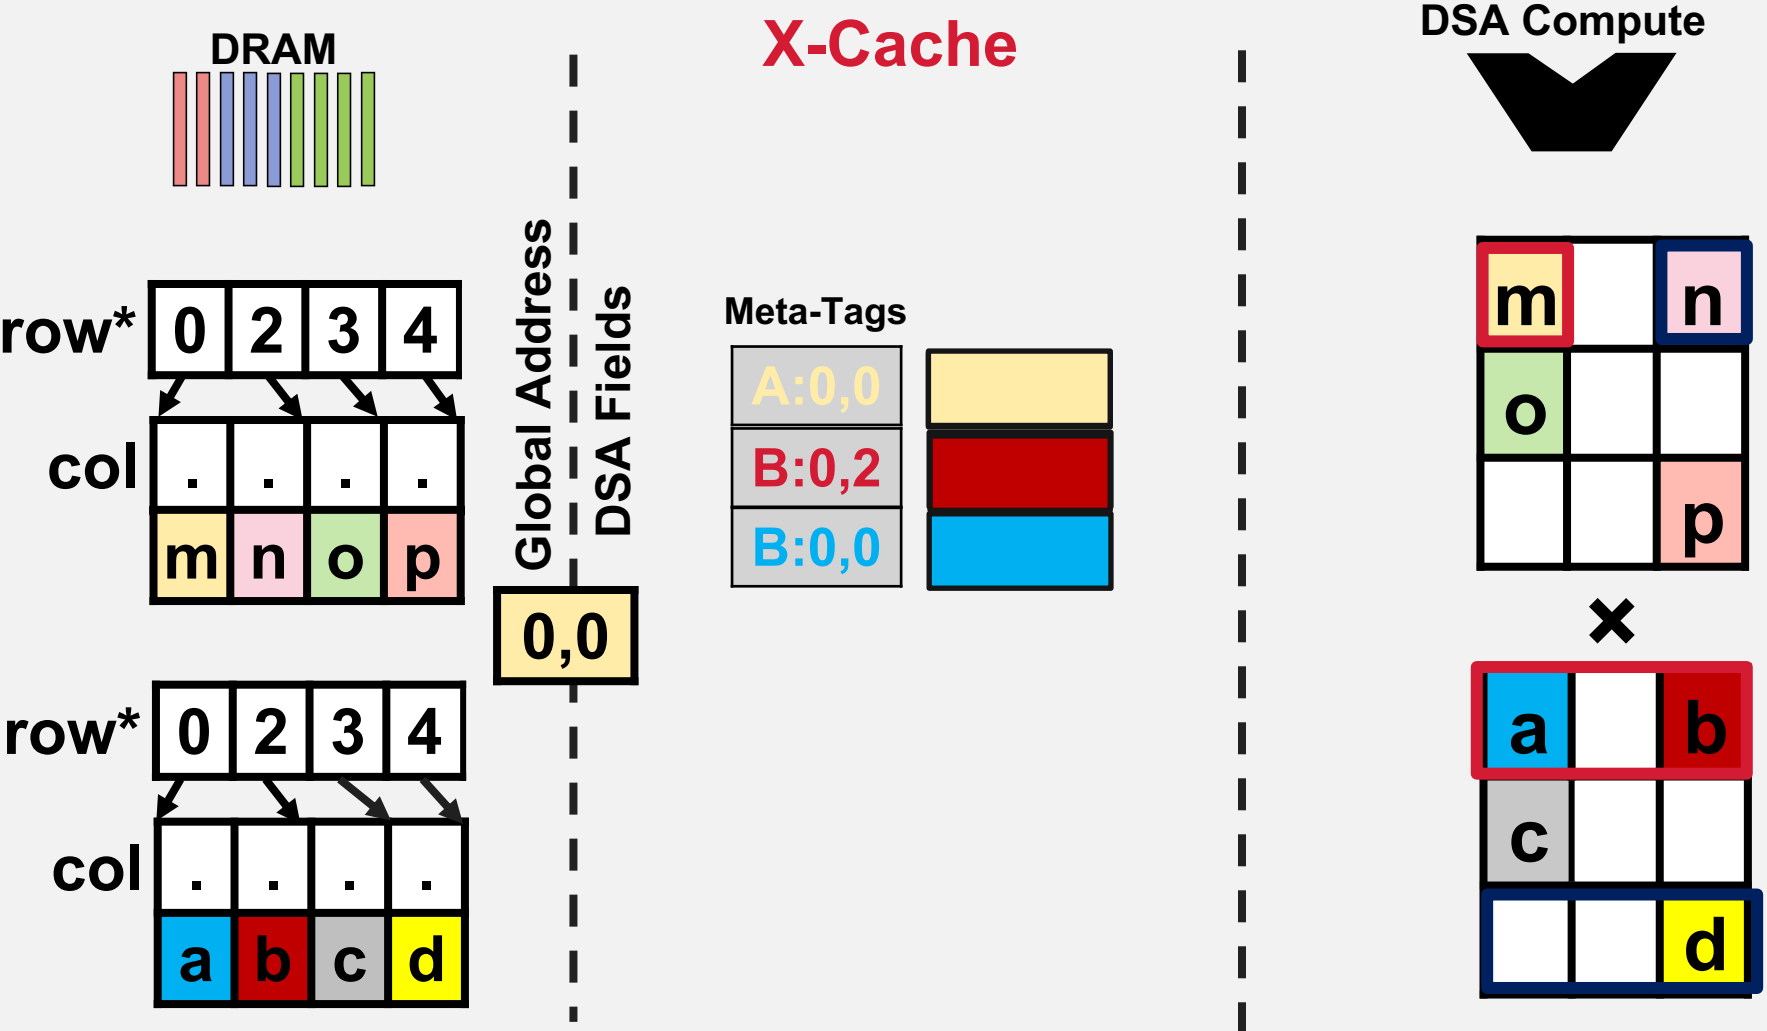 DRAM
X-Cache
DSA Compute
row* 0 2 3 4
col . . . .
m n o p
Global Address
DSA Fields
0,0
row* 0 2 3 4
col . . . .
a b c d
Meta-Tags
A:0,0
B:0,2
B:0,0
m n
o
p
×
a b
c
d